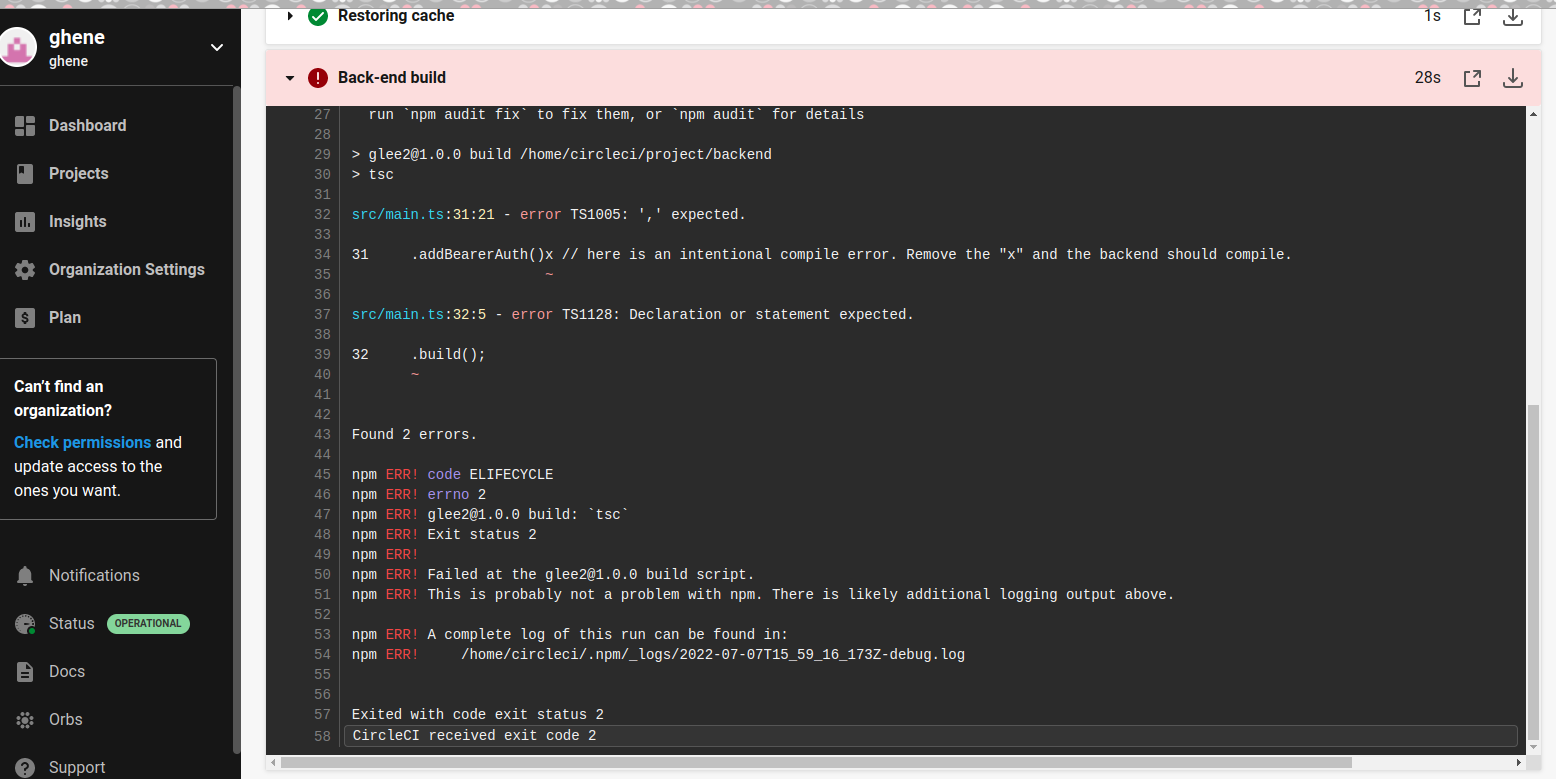 ghene
ghene
Dashboard
Projects
Insights
Organization Settings
Plan
Can't find an
organization?
Check permissions and
update access to the
ones you want.
Notifications
Status OPERATIONAL
Docs
Orbs
Support
Restoring cache 1s
Back-end build 28s
27 run `npm audit fix` to fix them, or `npm audit` for details
28
29 > glee2@1.0.0 build /home/circleci/project/backend
30 > tsc
31
32 src/main.ts:31:21 - error TS1005: ',' expected.
33
34 31     .addBearerAuth()x // here is an intentional compile error. Remove the "x" and the backend should compile.
35 ~
36
37 src/main.ts:32:5 - error TS1128: Declaration or statement expected.
38
39 32     .build();
40 ~
41
42
43 Found 2 errors.
44
45 npm ERR! code ELIFECYCLE
46 npm ERR! errno 2
47 npm ERR! glee2@1.0.0 build: `tsc`
48 npm ERR! Exit status 2
49 npm ERR!
50 npm ERR! Failed at the glee2@1.0.0 build script.
51 npm ERR! This is probably not a problem with npm. There is likely additional logging output above.
52
53 npm ERR! A complete log of this run can be found in:
54 npm ERR!     /home/circleci/.npm/_logs/2022-07-07T15_59_16_173Z-debug.log
55
56
57 Exited with code exit status 2
58 CircleCI received exit code 2